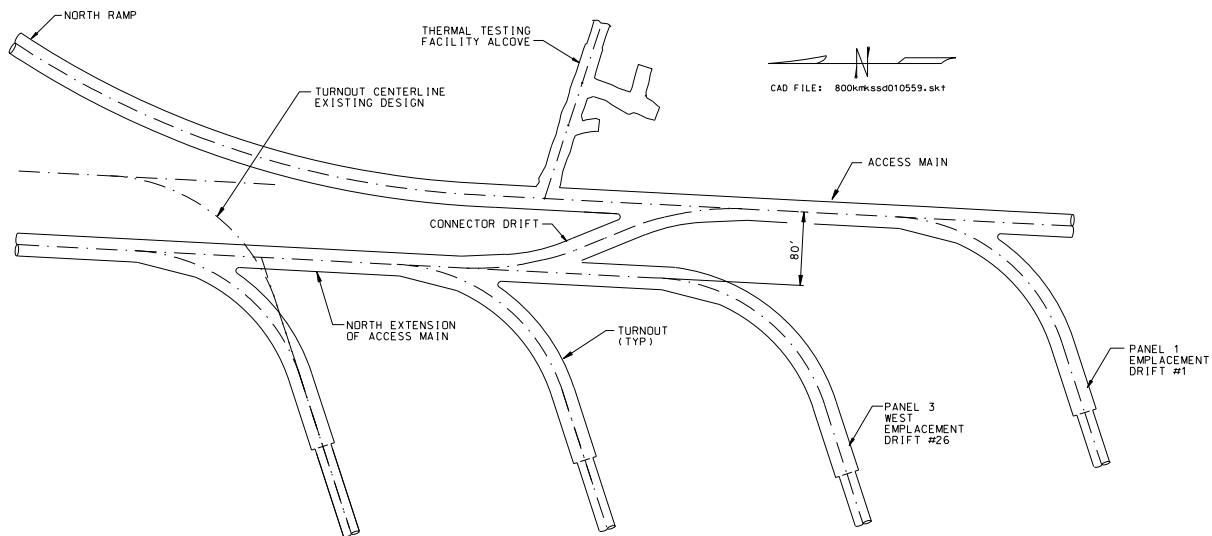 NORTH RAMP
THERMAL TESTING
FACILITY ALCOVE
N
CAD FILE: 800kmkssd010559.skt
TURNOUT CENTERLINE
EXISTING DESIGN
ACCESS MAIN
CONNECTOR DRIFT
80'
NORTH EXTENSION
OF ACCESS MAIN
TURNOUT
(TYP)
PANEL 1
EMPLACEMENT
DRIFT #1
PANEL 3
WEST
EMPLACEMENT
DRIFT #26